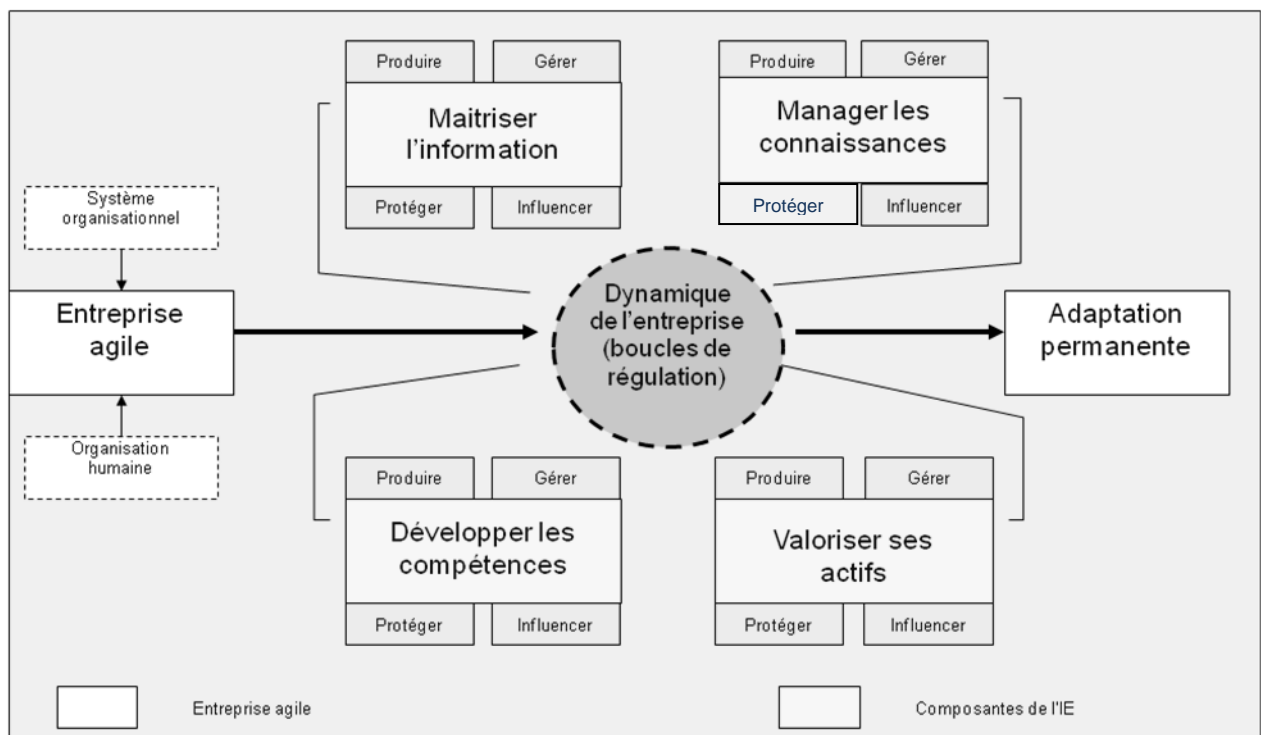 Produire
Gérer
Maitriser
l'information
Protéger
Influencer
Produire
Gérer
Manager les
connaissances
Protéger
Influencer
Système
organisationnel
Entreprise
agile
Organisation
humaine
Dynamique
de l'entreprise
(boucles de
régulation)
Adaptation
permanente
Produire
Gérer
Développer les
compétences
Protéger
Influencer
Produire
Gérer
Valoriser ses
actifs
Protéger
Influencer
Entreprise agile
Composantes de l'IE